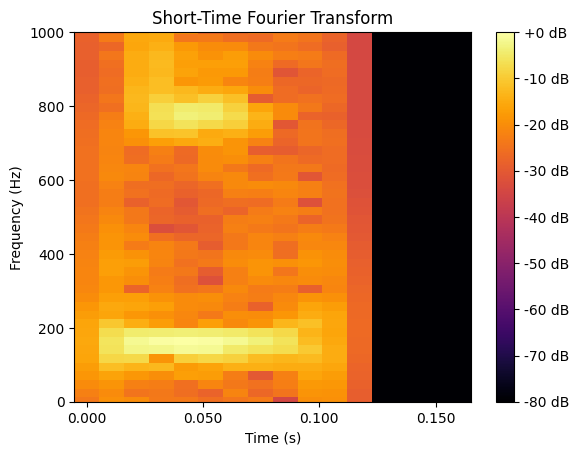 Short-Time Fourier Transform
1000
800
600
400
200
0
Frequency (Hz)
0.000
0.050
0.100
0.150
Time (s)
+0 dB
-10 dB
-20 dB
-30 dB
-40 dB
-50 dB
-60 dB
-70 dB
-80 dB